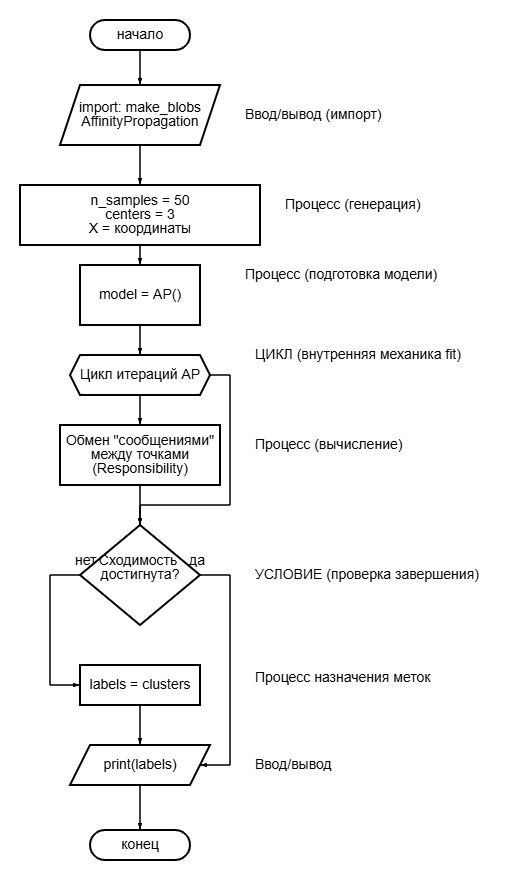 начало
import: make_blobs
AffinityPropagation
Ввод/вывод (импорт)
n_samples = 50
centers = 3
X = координаты
Процесс (генерация)
Процесс (подготовка модели)
model = AP()
ЦИКЛ (внутренняя механика fit)
Цикл итераций AP
Обмен "сообщениями"
между точками
(Responsibility)
Процесс (вычисление)
нет Сходимость да
достигнута?
УСЛОВИЕ (проверка завершения)
Процесс назначения меток
labels = clusters
print(labels)
Ввод/вывод
конец